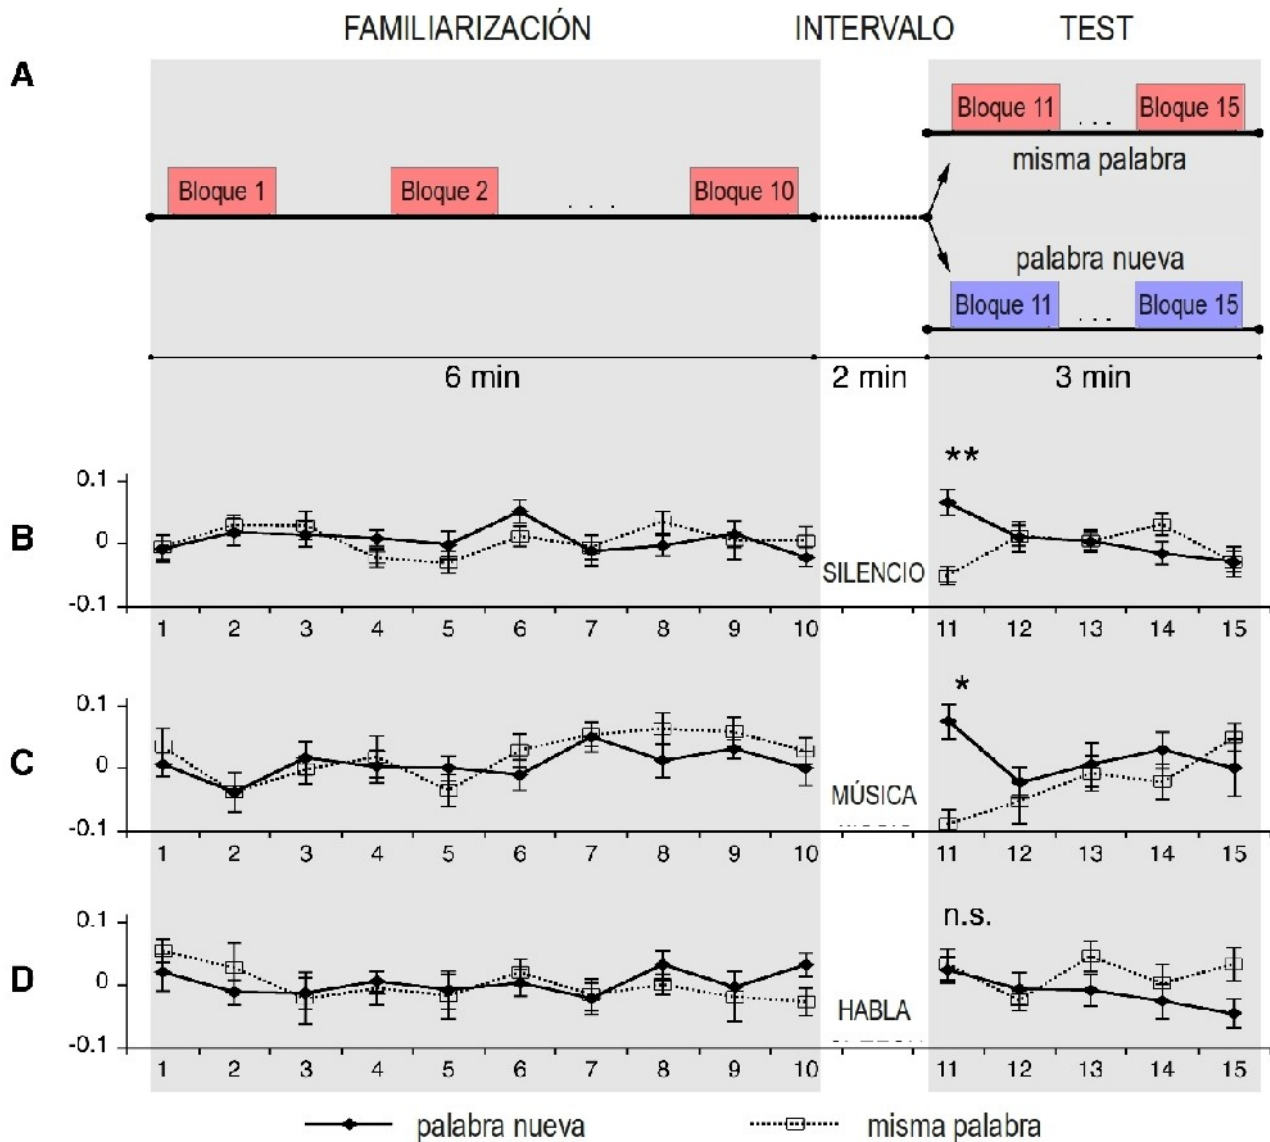 FAMILIARIZACIÓN INTERVALO TEST
A
Bloque 11 . . . Bloque 15
misma palabra
Bloque 1 Bloque 2 . . . Bloque 10
palabra nueva
Bloque 11 . . . Bloque 15
6 min 2 min 3 min
**
0.1
B 0
SILENCIO
-0.1
1 2 3 4 5 6 7 8 9 10 11 12 13 14 15
*
0.1
C 0
MÚSICA
-0.1
1 2 3 4 5 6 7 8 9 10 11 12 13 14 15
n.s.
0.1
D 0
HABLA
-0.1
1 2 3 4 5 6 7 8 9 10 11 12 13 14 15
palabra nueva misma palabra